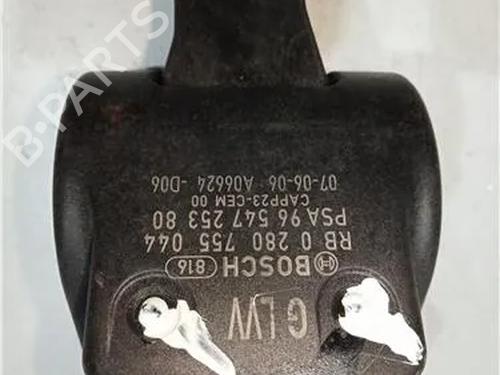 GLW
BOSCH 816
RB 0 280 755 044
PSA 96 547 253 80
CAPP23-CEM 00
07-06-06 A06624 -D06
B-PARTS